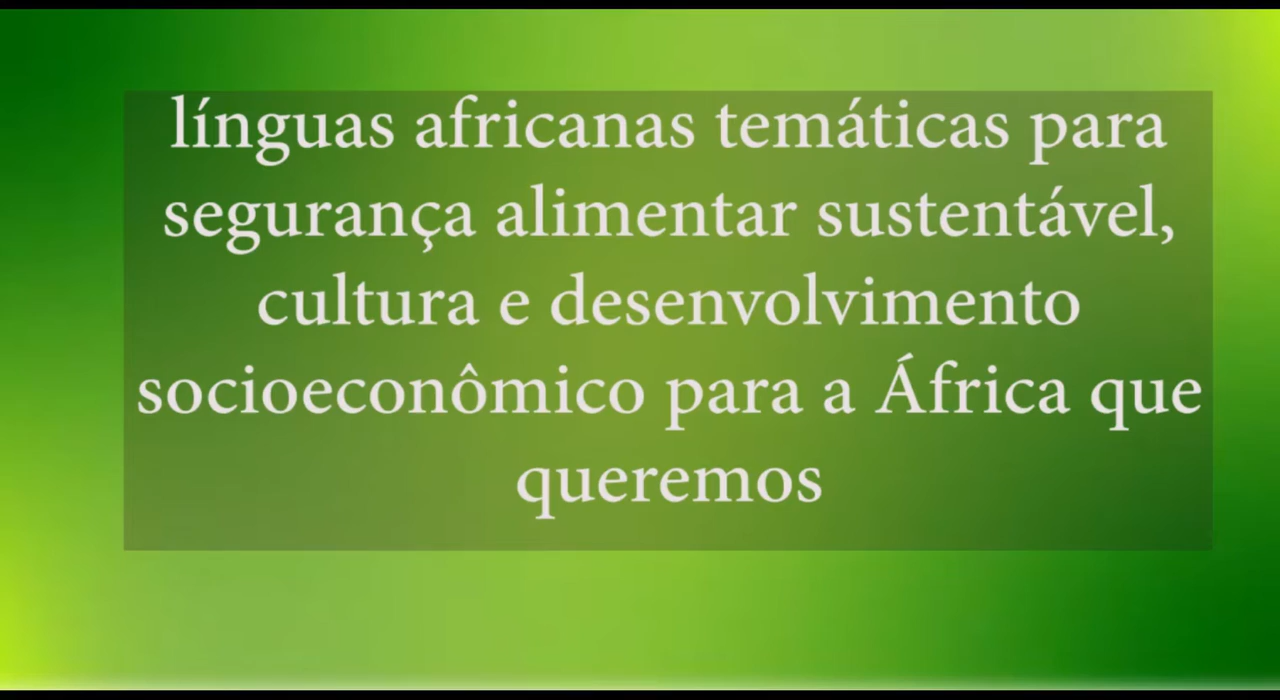 línguas africanas temáticas para
segurança alimentar sustentável,
cultura e desenvolvimento
socioeconômico para a África que
queremos